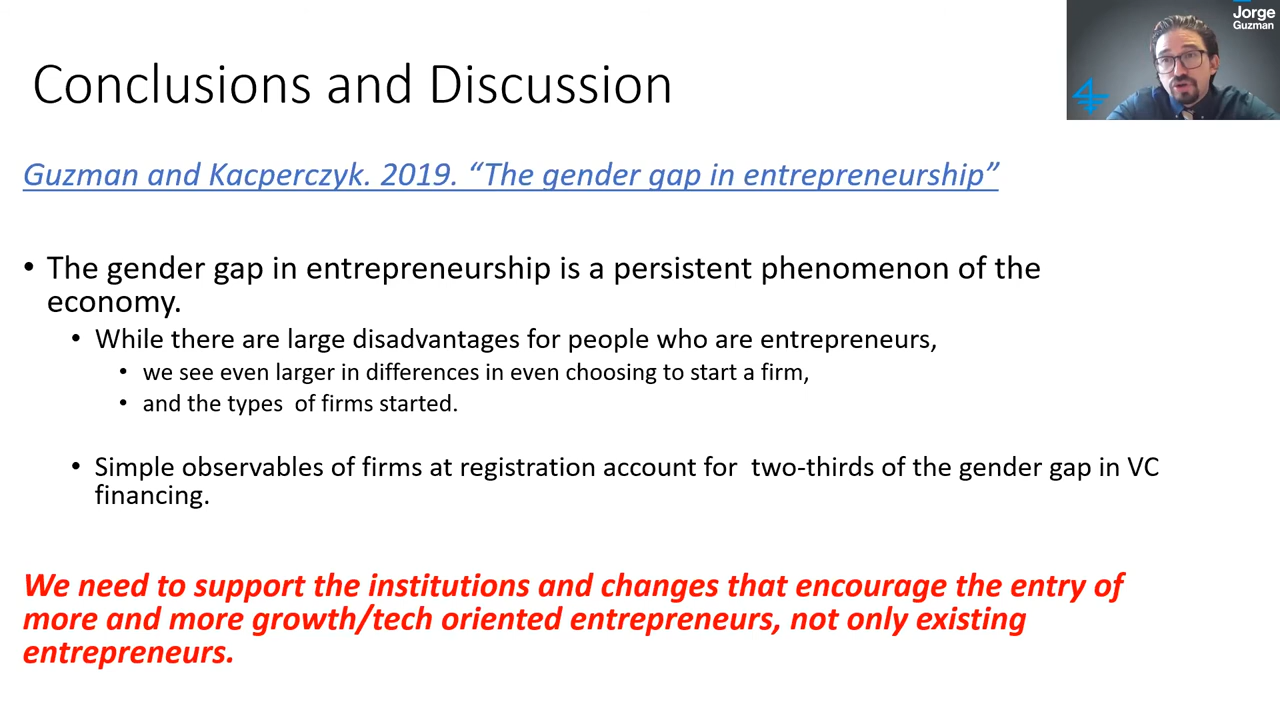 Jorge
Guzman
Conclusions and Discussion
Guzman and Kacperczyk. 2019. “The gender gap in entrepreneurship”
• The gender gap in entrepreneurship is a persistent phenomenon of the
economy.
• While there are large disadvantages for people who are entrepreneurs,
• we see even larger in differences in even choosing to start a firm,
• and the types of firms started.
• Simple observables of firms at registration account for two-thirds of the gender gap in VC
financing.
We need to support the institutions and changes that encourage the entry of
more and more growth/tech oriented entrepreneurs, not only existing
entrepreneurs.